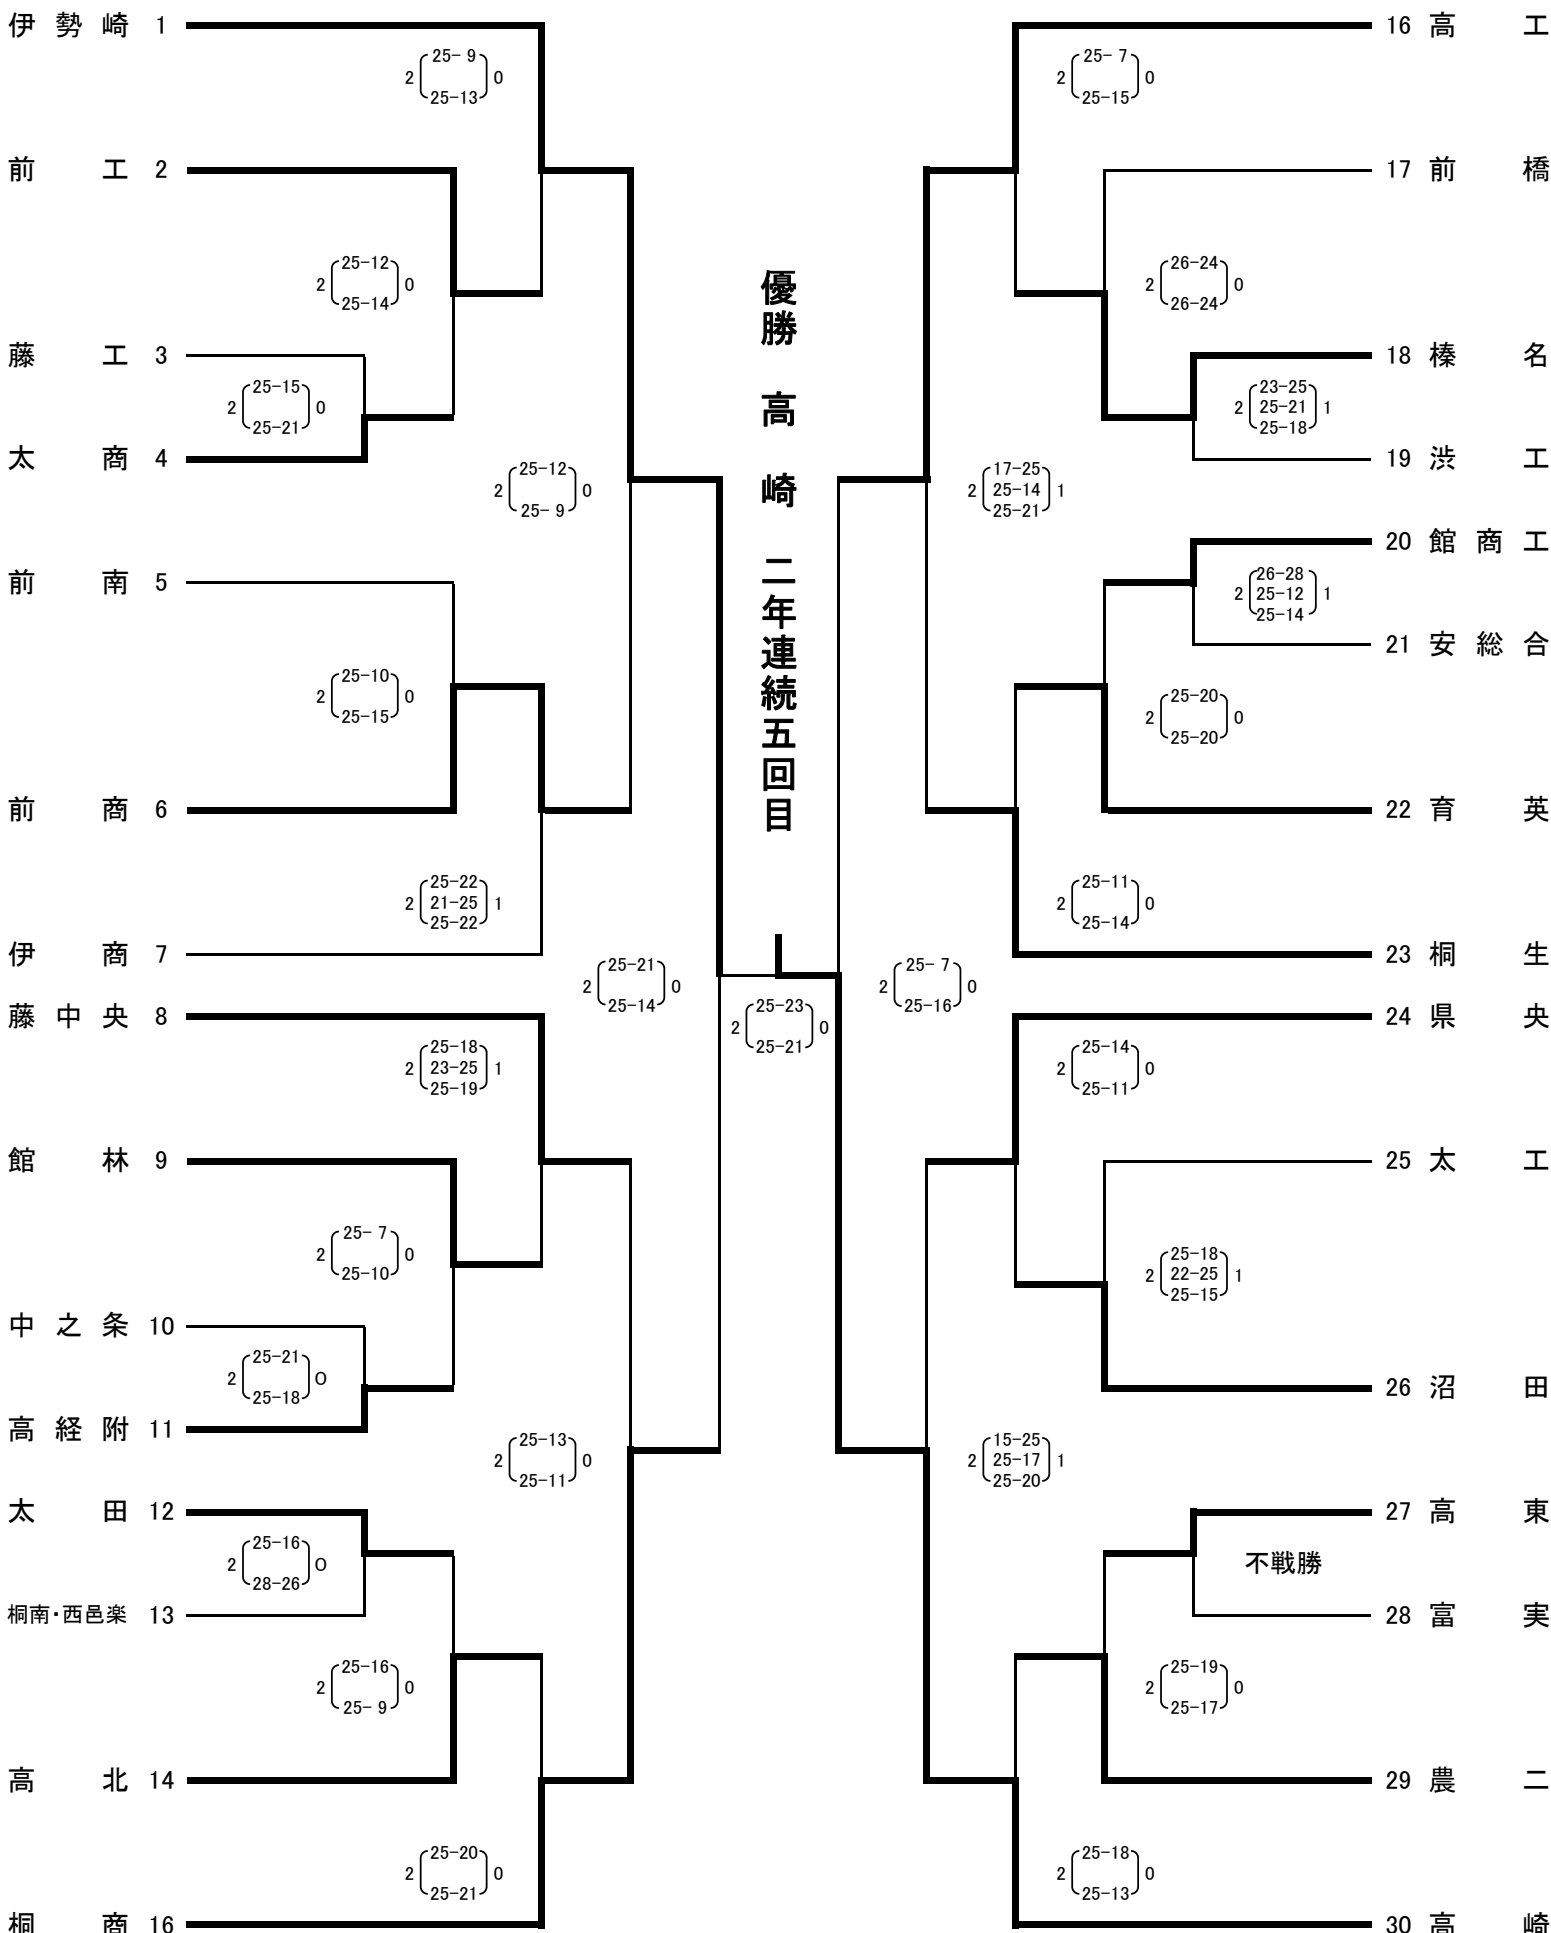 伊勢崎 1
2 25-9 25-13 0
前工 2
2 25-12 25-14 0
藤工 3
2 25-15 25-21 0
太商 4
2 25-12 25-9 0
前南 5
2 25-10 25-15 0
前商 6
2 25-22 21-25 25-22 1
伊商 7
2 25-21 25-14 0
藤中央 8
2 25-18 23-25 25-19 1
館林 9
2 25-7 25-10 0
中之条 10
2 25-21 25-18 0
高経附 11
2 25-13 25-11 0
太田 12
2 25-16 28-26 0
桐南・西邑楽 13
2 25-16 25-9 0
高北 14
2 25-20 25-21 0
桐商 16
優勝 高崎 二年連続五回目
2 25-23 25-21 0
16 高工
2 25-7 25-15 0
17 前橋
2 26-24 26-24 0
18 榛名
2 23-25 25-21 25-18 1
19 渋工
2 17-25 25-14 25-21 1
20 館商工
2 26-28 25-12 25-14 1
21 安総合
2 25-20 25-20 0
22 育英
2 25-11 25-14 0
23 桐生
2 25-7 25-16 0
24 県央
2 25-14 25-11 0
25 太工
2 25-18 22-25 25-15 1
26 沼田
2 15-25 25-17 25-20 1
27 高東
不戦勝
28 富実
2 25-19 25-17 0
29 農二
2 25-18 25-13 0
30 高崎